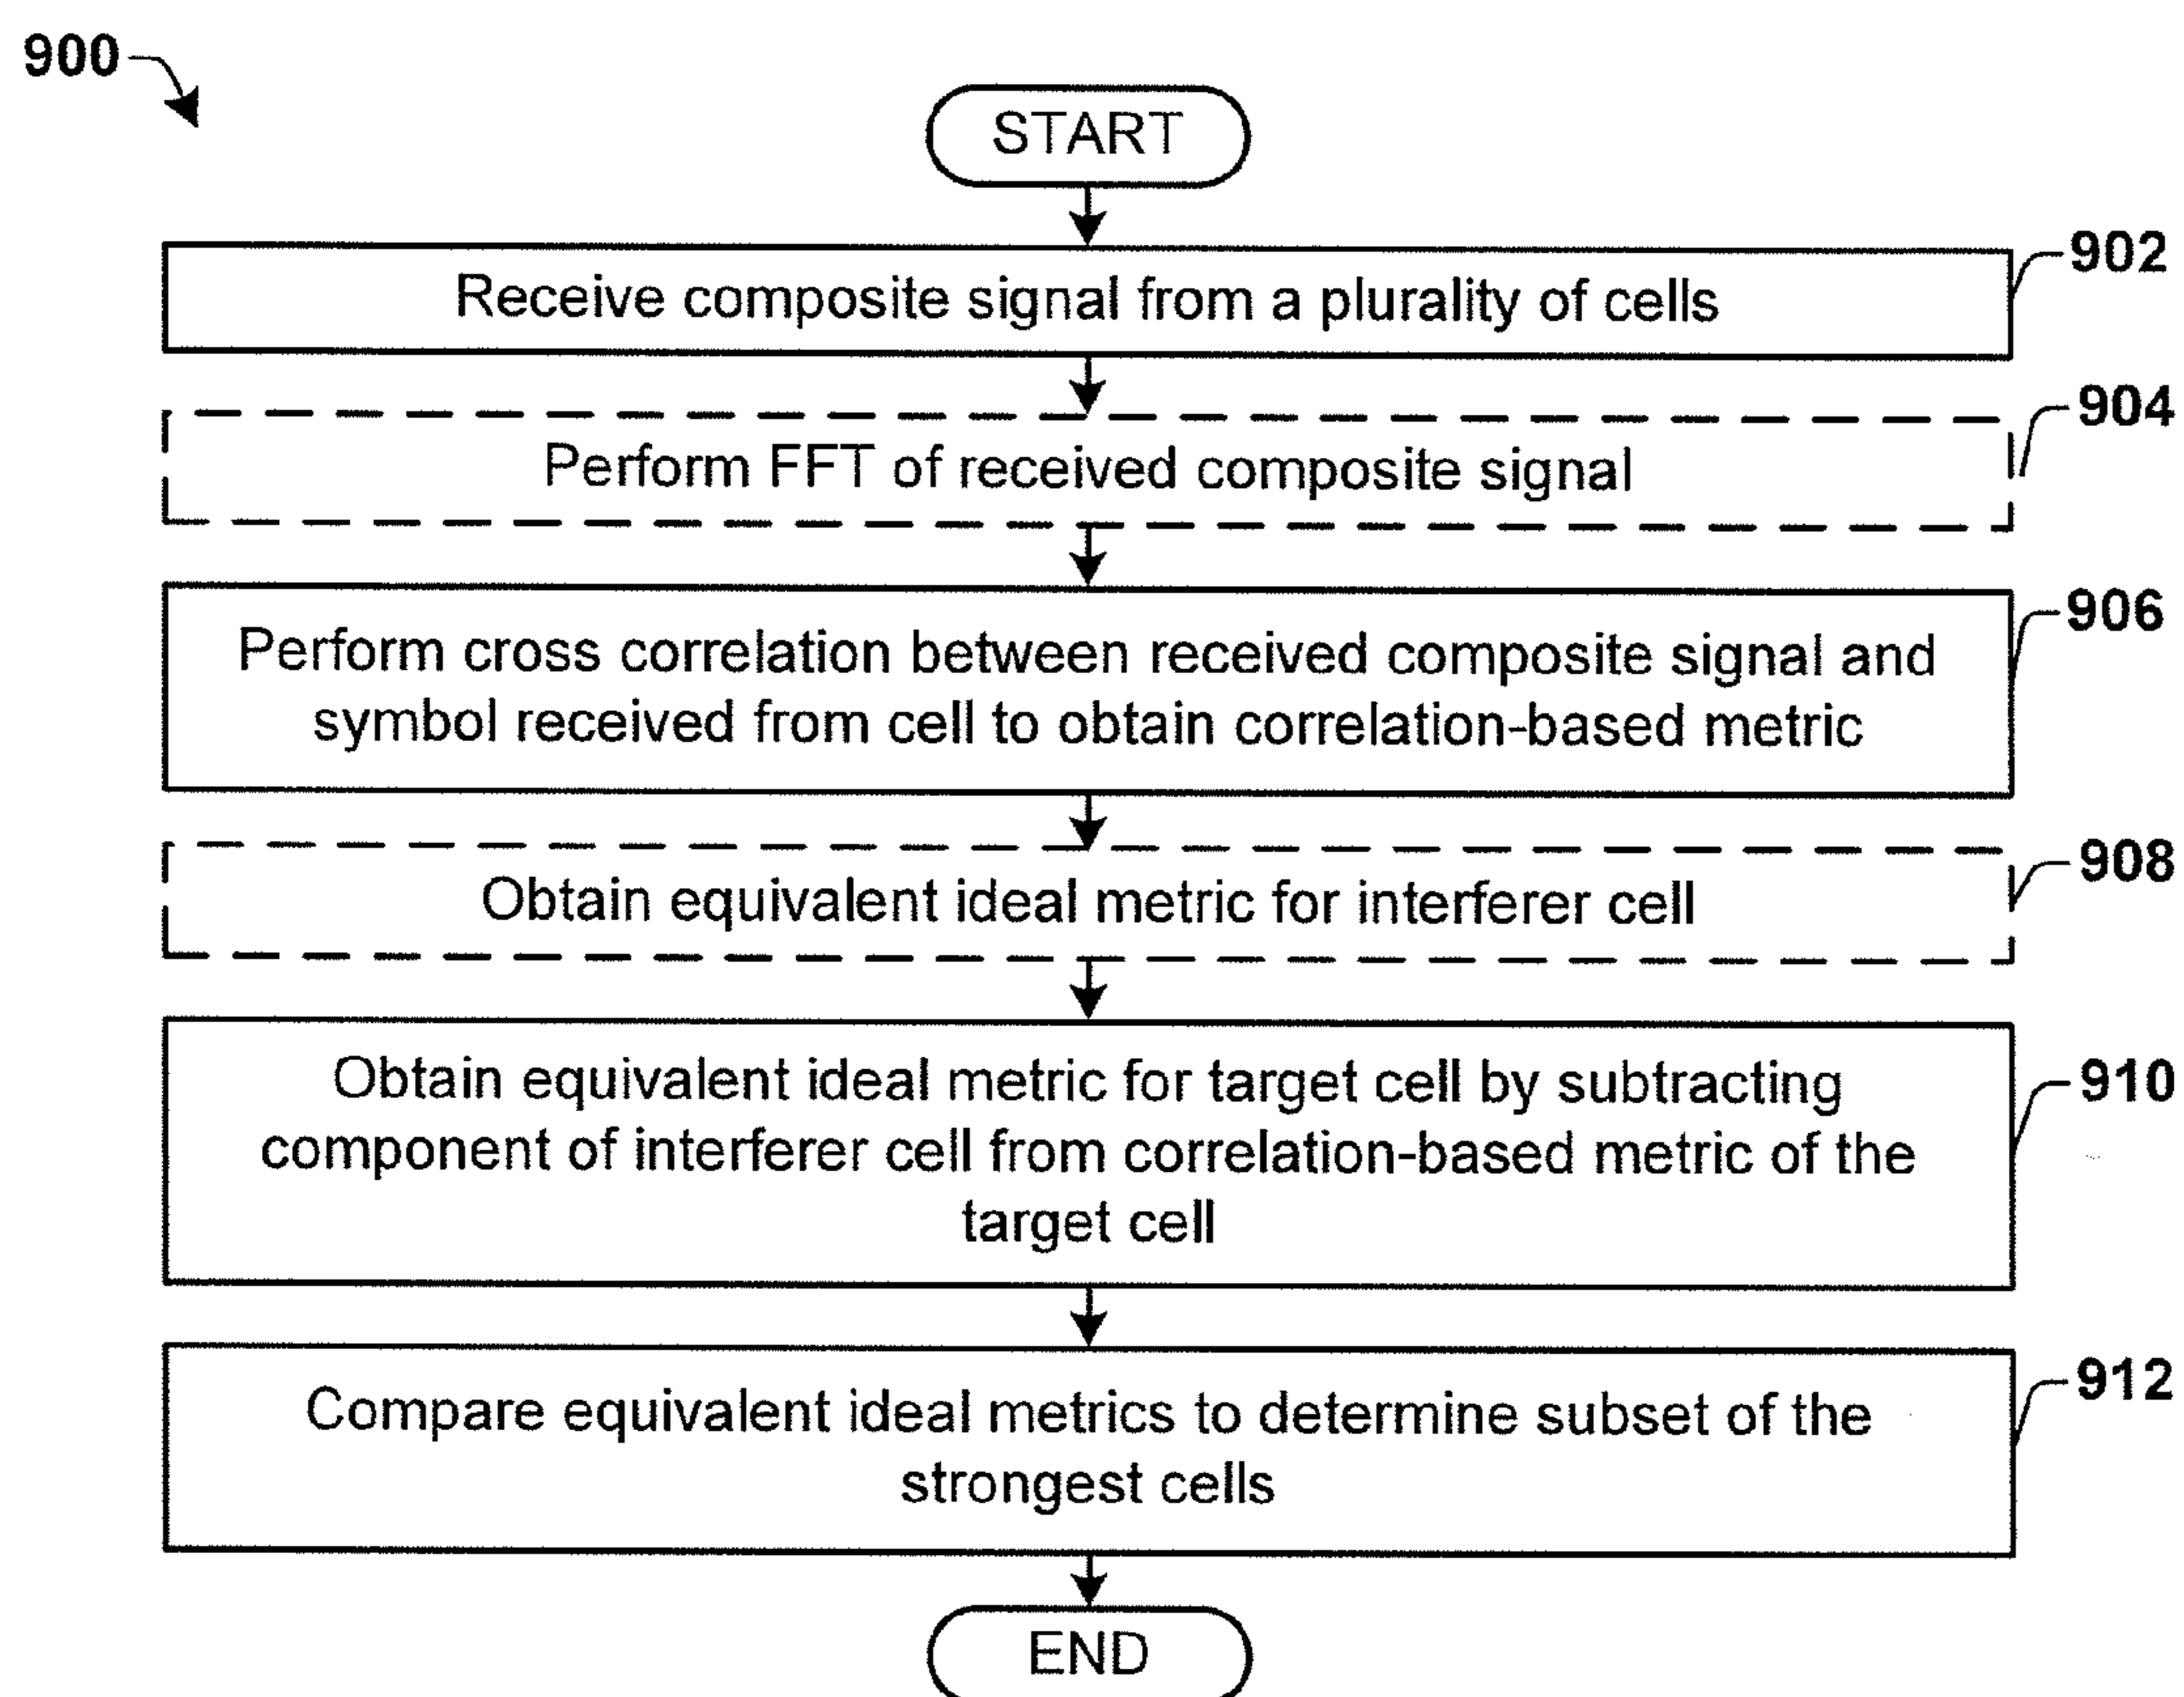 900
START
902
Receive composite signal from a plurality of cells
904
Perform FFT of received composite signal
906
Perform cross correlation between received composite signal and
symbol received from cell to obtain correlation-based metric
908
Obtain equivalent ideal metric for interferer cell
910
Obtain equivalent ideal metric for target cell by subtracting
component of interferer cell from correlation-based metric of the
target cell
912
Compare equivalent ideal metrics to determine subset of the
strongest cells
END